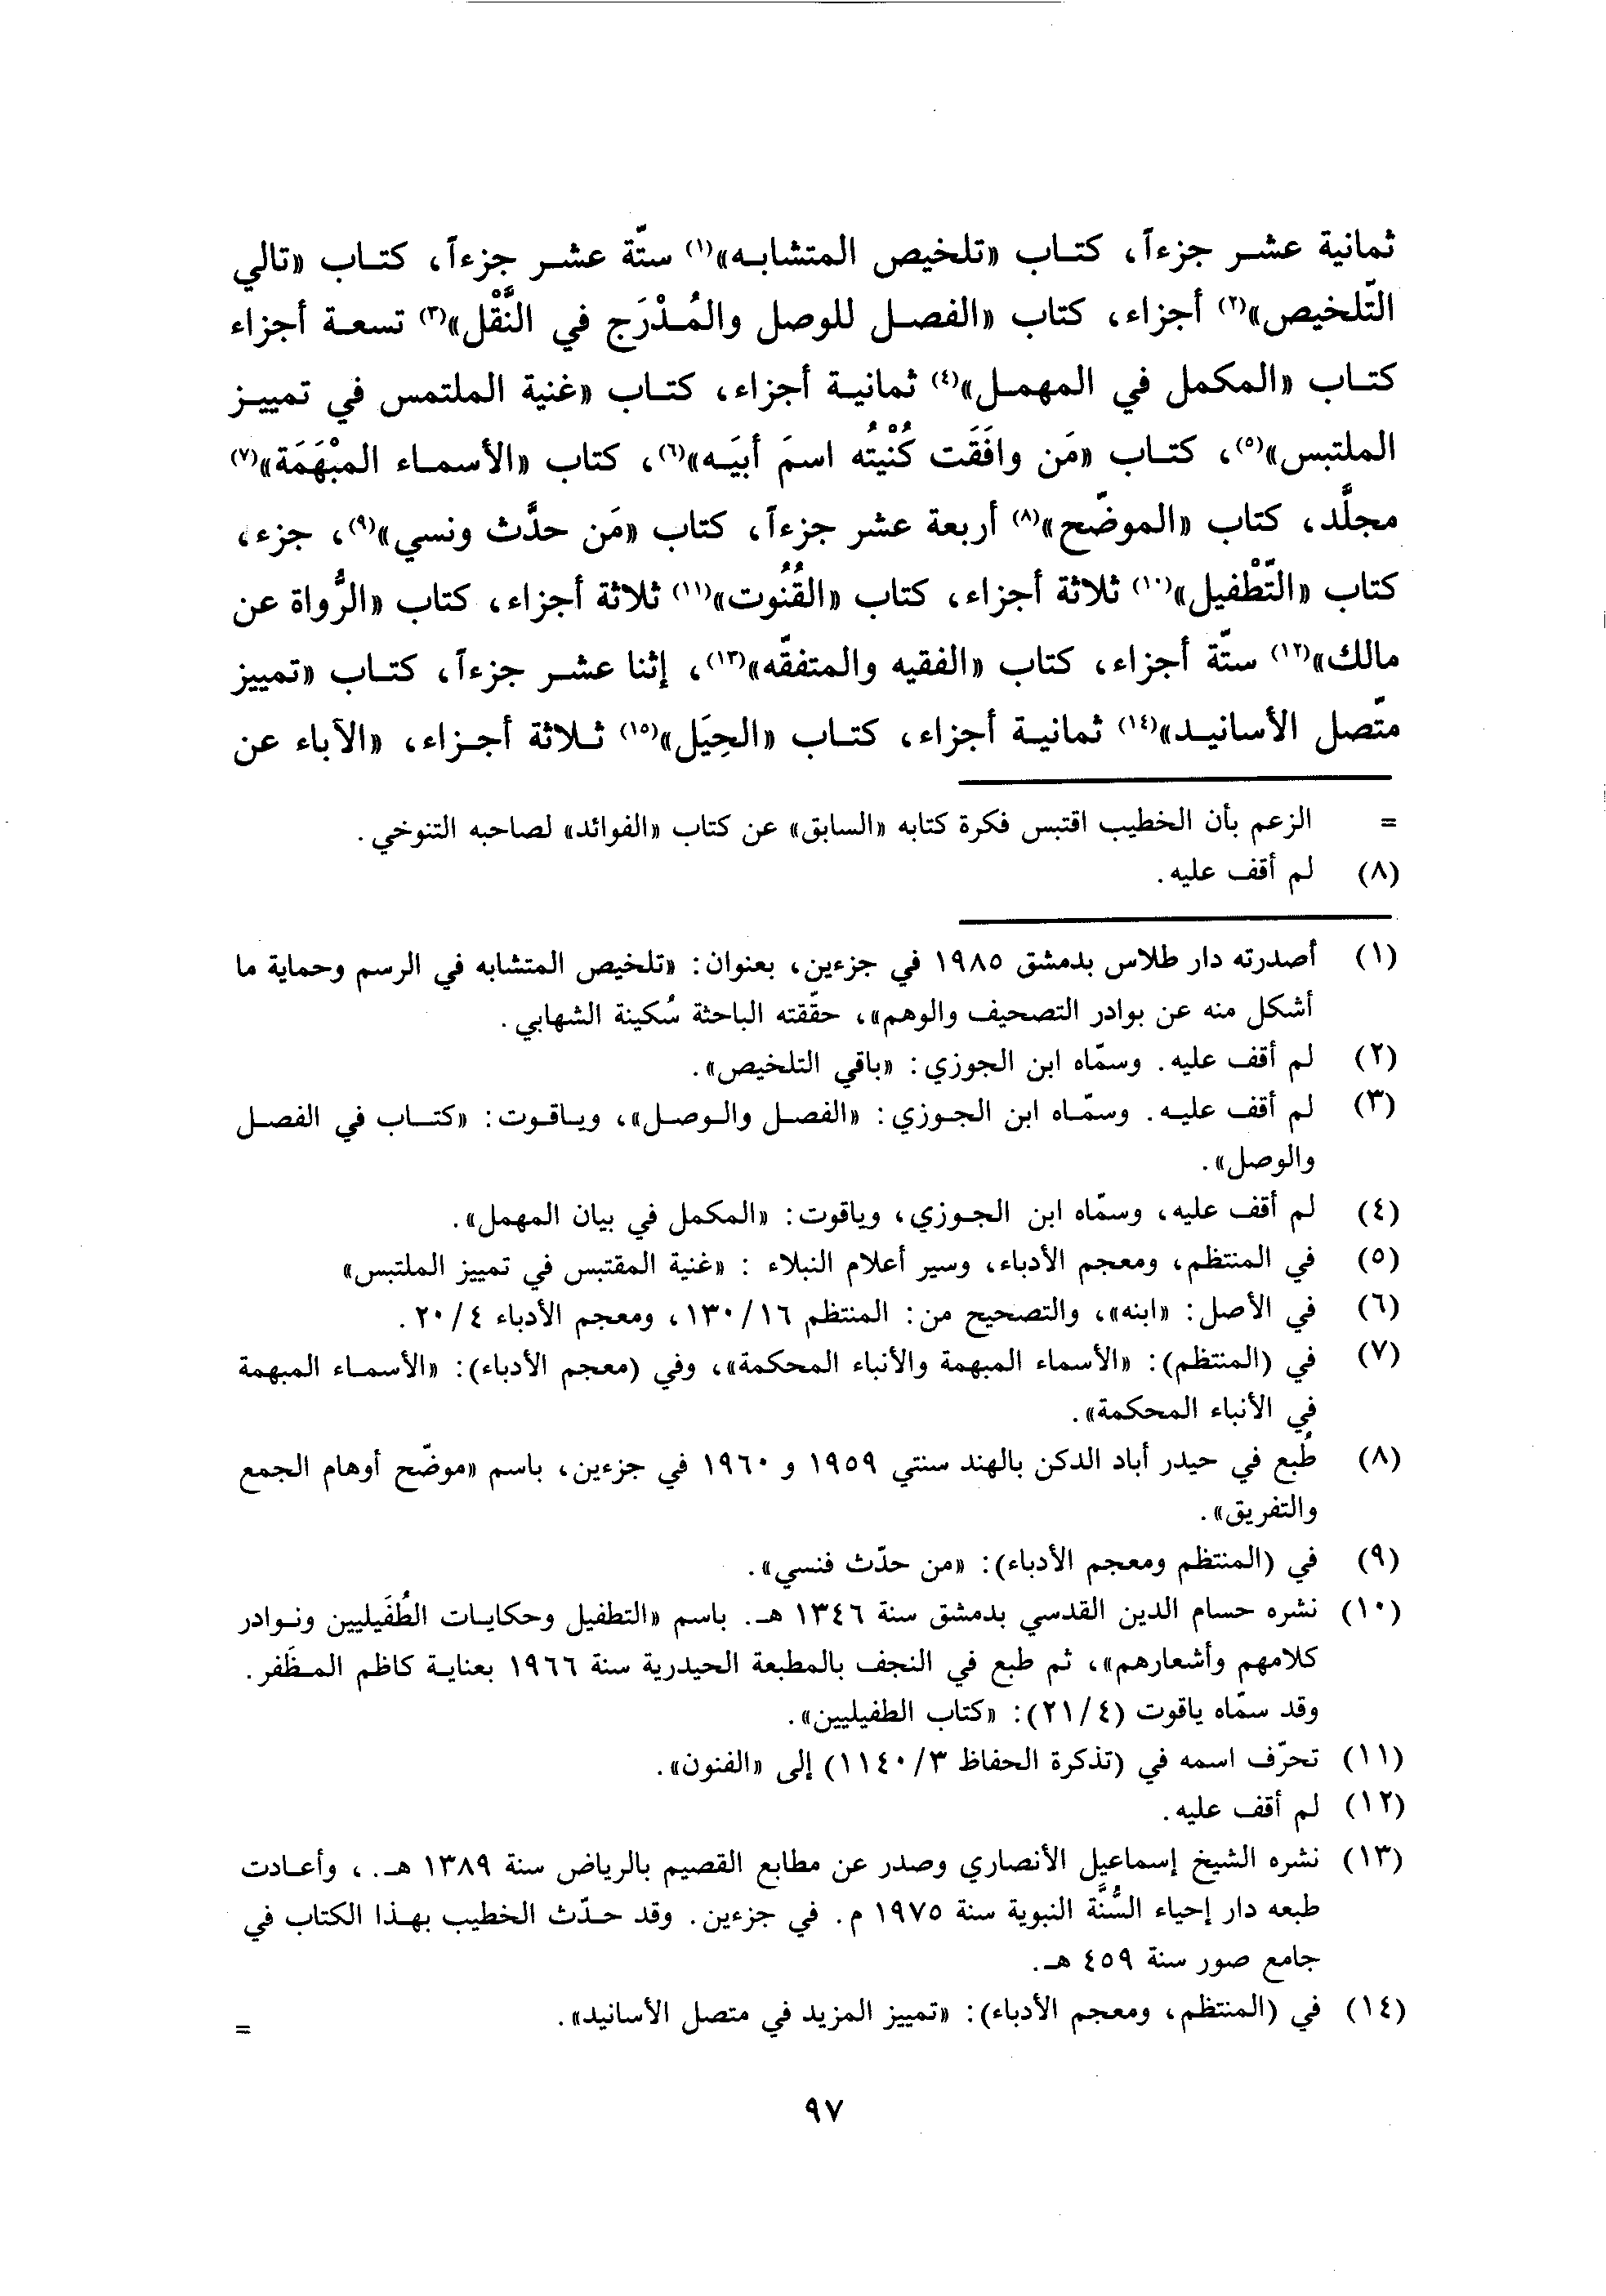 ثمانية عشر جزءاً، كتاب «تلخيص المتشابه»(١) ستّة عشر جزءاً، كتاب «تالي
التّلخيص»(٢) أجزاء، كتاب «الفصل للوصل والمُدْرَج في النَّقْل»(٣) تسعة أجزاء
كتاب «المكمل في المهمل»(٤) ثمانية أجزاء، كتاب «غنية الملتمس في تمييز
الملتبس»(٥)، كتاب «مَن وافَقَت كُنْيتُه اسمَ أبيَه»(٦)، كتاب «الأسماء المبْهَمَة»(٧)
مجلَّد، كتاب «الموضّح»(٨) أربعة عشر جزءاً، كتاب «مَن حدَّث ونسي»(٩)، جزء،
كتاب «التّطْفيل»(١٠) ثلاثة أجزاء، كتاب «القُنُوت»(١١) ثلاثة أجزاء، كتاب «الرُّواة عن
مالك»(١٢) ستّة أجزاء، كتاب «الفقيه والمتفقّه»(١٣)، إثنا عشر جزءاً، كتاب «تمييز
متّصل الأسانيد»(١٤) ثمانية أجزاء، كتاب «الحِيَل»(١٥) ثلاثة أجزاء، «الآباء عن
= الزعم بأن الخطيب اقتبس فكرة كتابه «السابق» عن كتاب «الفوائد» لصاحبه التنوخي.
(٨) لم أقف عليه.
(١) أصدرته دار طلاس بدمشق ١٩٨٥ في جزءين، بعنوان: «تلخيص المتشابه في الرسم وحماية ما
أشكل منه عن بوادر التصحيف والوهم»، حقّقته الباحثة سُكينة الشهابي.
(٢) لم أقف عليه. وسمّاه ابن الجوزي: «باقي التلخيص».
(٣) لم أقف عليه. وسمّاه ابن الجوزي: «الفصل والوصل»، وياقوت: «كتاب في الفصل
والوصل».
(٤) لم أقف عليه، وسمّاه ابن الجوزي، وياقوت: «المكمل في بيان المهمل».
(٥) في المنتظم، ومعجم الأدباء، وسير أعلام النبلاء : «غنية المقتبس في تمييز الملتبس»
(٦) في الأصل: «ابنه»، والتصحيح من: المنتظم ١٣٠/١٦، ومعجم الأدباء ٢٠/٤.
(٧) في (المنتظم): «الأسماء المبهمة والأنباء المحكمة»، وفي (معجم الأدباء): «الأسماء المبهمة
في الأنباء المحكمة».
(٨) طُبع في حيدر أباد الدكن بالهند سنتي ١٩٥٩ و ١٩٦٠ في جزءين، باسم «موضّح أوهام الجمع
والتفريق».
(٩) في (المنتظم ومعجم الأدباء): «من حدّث فنسي».
(١٠) نشره حسام الدين القدسي بدمشق سنة ١٣٤٦ هـ. باسم «التطفيل وحكايات الطُفَيليين ونوادر
كلامهم وأشعارهم»، ثم طبع في النجف بالمطبعة الحيدرية سنة ١٩٦٦ بعناية كاظم المظَفر.
وقد سمّاه ياقوت (٢١/٤): «كتاب الطفيليين».
(١١) تحرّف اسمه في (تذكرة الحفاظ ١١٤٠/٣) إلى «الفنون».
(١٢) لم أقف عليه.
(١٣) نشره الشيخ إسماعيل الأنصاري وصدر عن مطابع القصيم بالرياض سنة ١٣٨٩ هـ.، وأعادت
طبعه دار إحياء السُّنَّة النبوية سنة ١٩٧٥ م. في جزءين. وقد حدّث الخطيب بهذا الكتاب في
جامع صور سنة ٤٥٩ هـ.
(١٤) في (المنتظم، ومعجم الأدباء): «تمييز المزيد في متصل الأسانيد». =
٩٧